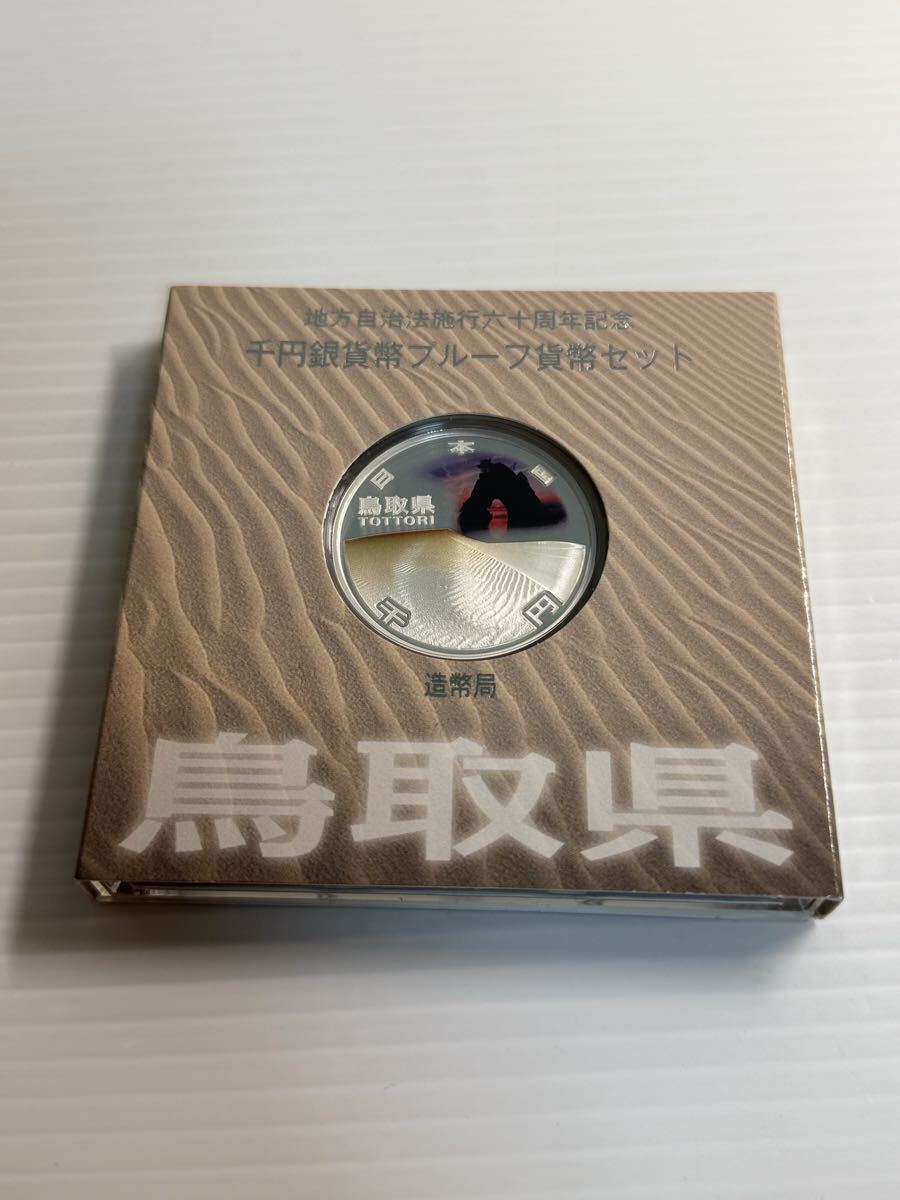 地方自治法施行六十周年記念
千円銀貨幣プルーフ貨幣セット
日本国
鳥取県
TOTTORI
千円
造幣局
鳥取県